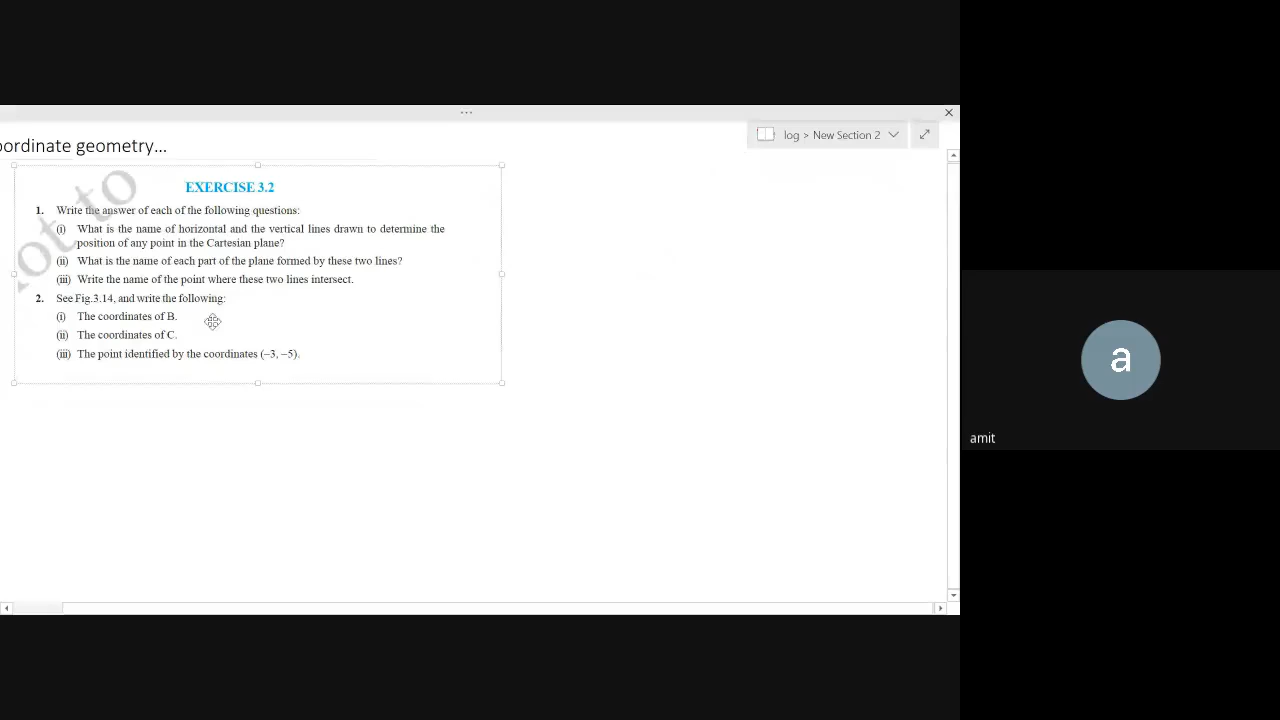 log > New Section 2
oordinate geometry...
ot to
EXERCISE 3.2
1. Write the answer of each of the following questions:
(i) What is the name of horizontal and the vertical lines drawn to determine the
position of any point in the Cartesian plane?
(ii) What is the name of each part of the plane formed by these two lines?
(iii) Write the name of the point where these two lines intersect.
2. See Fig.3.14, and write the following:
(i) The coordinates of B.
(ii) The coordinates of C.
(iii) The point identified by the coordinates (–3, –5).
a
amit